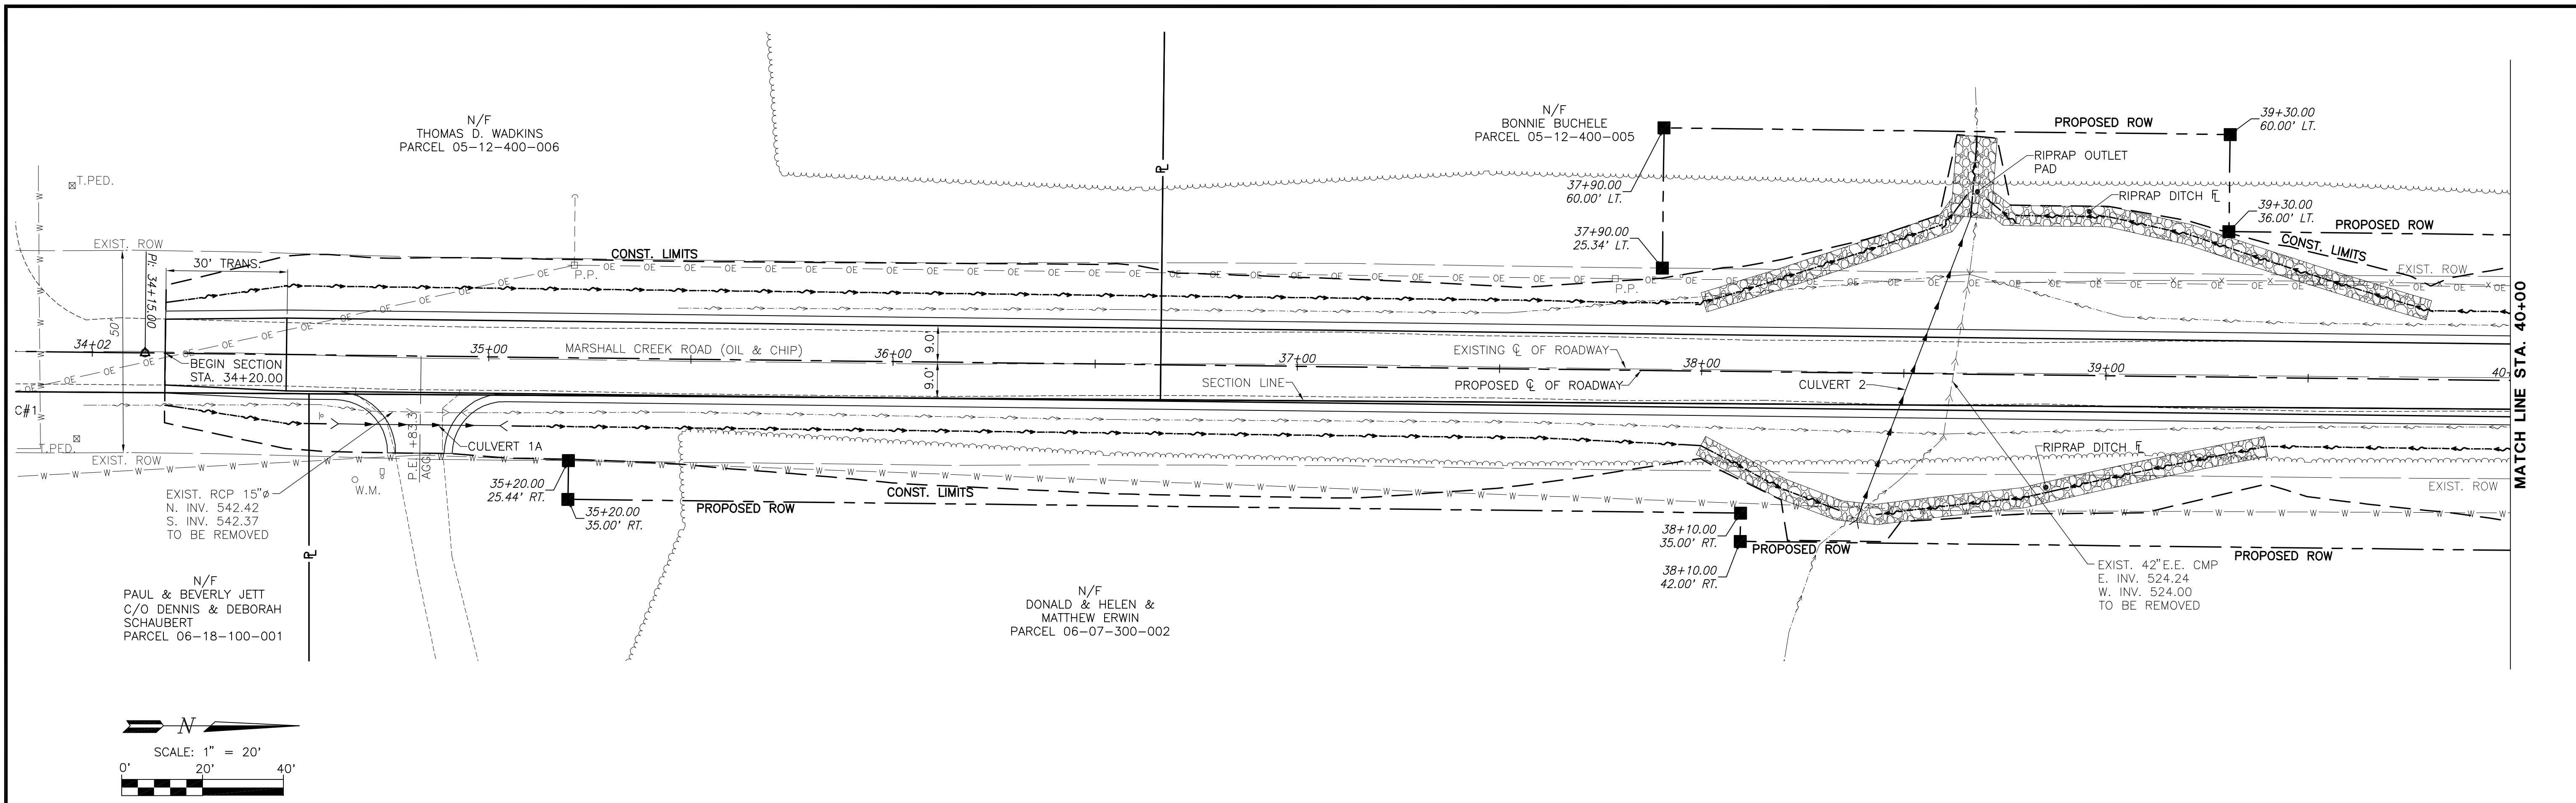 N/F
THOMAS D. WADKINS
PARCEL 05-12-400-006
N/F
BONNIE BUCHELE
PARCEL 05-12-400-005
PROPOSED ROW
39+30.00
60.00' LT.
RIPRAP OUTLET
PAD
T.PED.
37+90.00
60.00' LT.
RIPRAP DITCH FL
39+30.00
36.00' LT.
PROPOSED ROW
37+90.00
25.34' LT.
EXIST. ROW
CONST. LIMITS
CONST. LIMITS
30' TRANS.
PI: 34+15.00
50'
P.P.
P.P.
EXIST. ROW
34+02
35+00
36+00
37+00
38+00
39+00
40+
MARSHALL CREEK ROAD (OIL & CHIP)
9.0'
9.0'
EXISTING CL OF ROADWAY
PROPOSED CL OF ROADWAY
SECTION LINE
CULVERT 2
BEGIN SECTION
STA. 34+20.00
MATCH LINE STA. 40+00
C#1
T.PED.
EXIST. ROW
CULVERT 1A
P.E. +83.3
AGG.
W.M.
RIPRAP DITCH FL
EXIST. ROW
35+20.00
25.44' RT.
35+20.00
35.00' RT.
CONST. LIMITS
PROPOSED ROW
EXIST. RCP 15"ø
N. INV. 542.42
S. INV. 542.37
TO BE REMOVED
38+10.00
35.00' RT.
PROPOSED ROW
PROPOSED ROW
38+10.00
42.00' RT.
EXIST. 42"E.E. CMP
E. INV. 524.24
W. INV. 524.00
TO BE REMOVED
PL
PL
N/F
PAUL & BEVERLY JETT
C/O DENNIS & DEBORAH
SCHAUBERT
PARCEL 06-18-100-001
N/F
DONALD & HELEN &
MATTHEW ERWIN
PARCEL 06-07-300-002
N
SCALE: 1" = 20'
0' 20' 40'